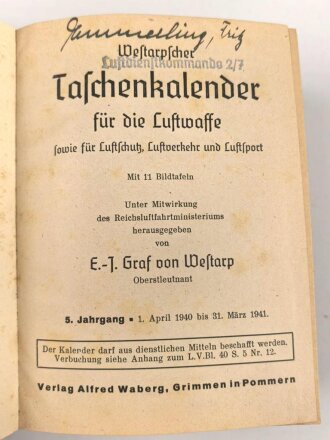 Hammerling, Fritz
Westarpscher
Luftdienstkommando 2/7
Taschenkalender
für die Luftwaffe
sowie für Luftschutz, Luftverkehr und Luftsport
Mit 11 Bildtafeln
Unter Mitwirkung
des Reichsluftfahrtministeriums
herausgegeben
von
E.-J. Graf von Westarp
Oberstleutnant
5. Jahrgang ▪ 1. April 1940 bis 31. März 1941.
Der Kalender darf aus dienstlichen Mitteln beschafft werden.
Verbuchung siehe Anhang zum L.V.Bl. 40 S. 5 Nr. 12.
Verlag Alfred Waberg, Grimmen in Pommern